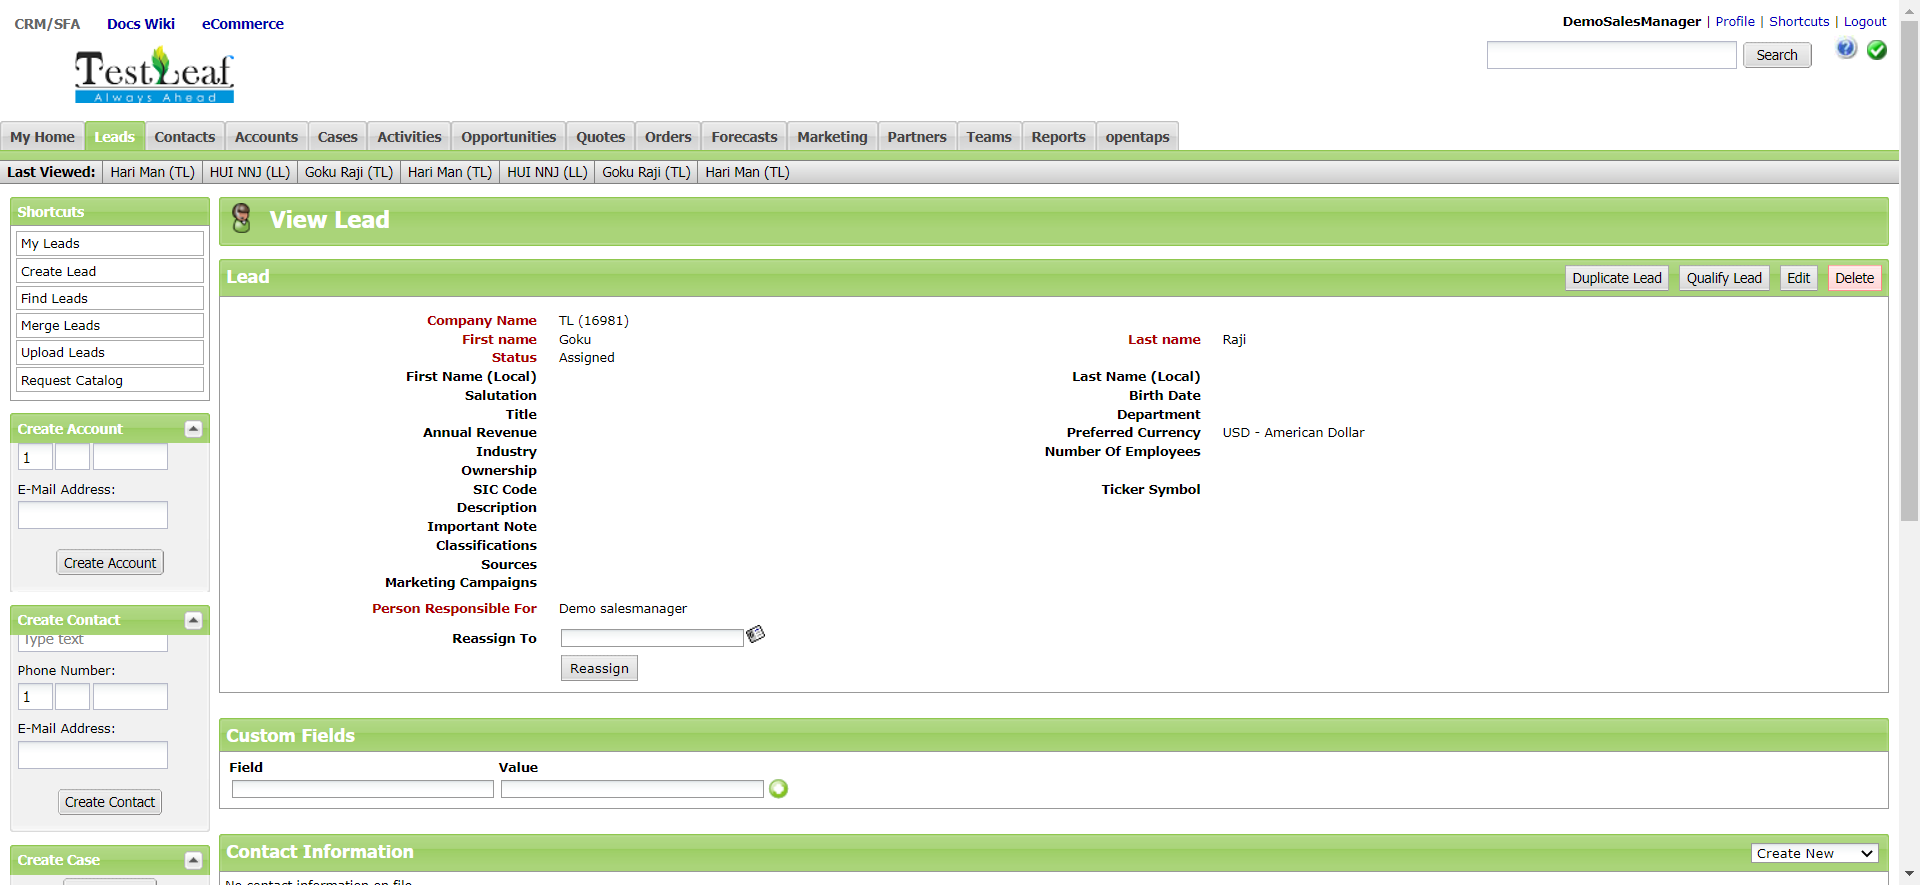 CRM/SFA Docs Wiki eCommerce
DemoSalesManager | Profile | Shortcuts | Logout
Search
TestLeaf
Always Ahead
My Home Leads Contacts Accounts Cases Activities Opportunities Quotes Orders Forecasts Marketing Partners Teams Reports opentaps
Last Viewed: Hari Man (TL) HUI NNJ (LL) Goku Raji (TL) Hari Man (TL) HUI NNJ (LL) Goku Raji (TL) Hari Man (TL)
Shortcuts
My Leads
Create Lead
Find Leads
Merge Leads
Upload Leads
Request Catalog
Create Account
1
E-Mail Address:
Create Account
Create Contact
Type text
Phone Number:
1
E-Mail Address:
Create Contact
Create Case
View Lead
Lead Duplicate Lead Qualify Lead Edit Delete
Company Name TL (16981)
First name Goku Last name Raji
Status Assigned
First Name (Local) Last Name (Local)
Salutation Birth Date
Title Department
Annual Revenue Preferred Currency USD - American Dollar
Industry Number Of Employees
Ownership
SIC Code Ticker Symbol
Description
Important Note
Classifications
Sources
Marketing Campaigns
Person Responsible For Demo salesmanager
Reassign To
Reassign
Custom Fields
Field Value
Contact Information Create New
No contact information on file